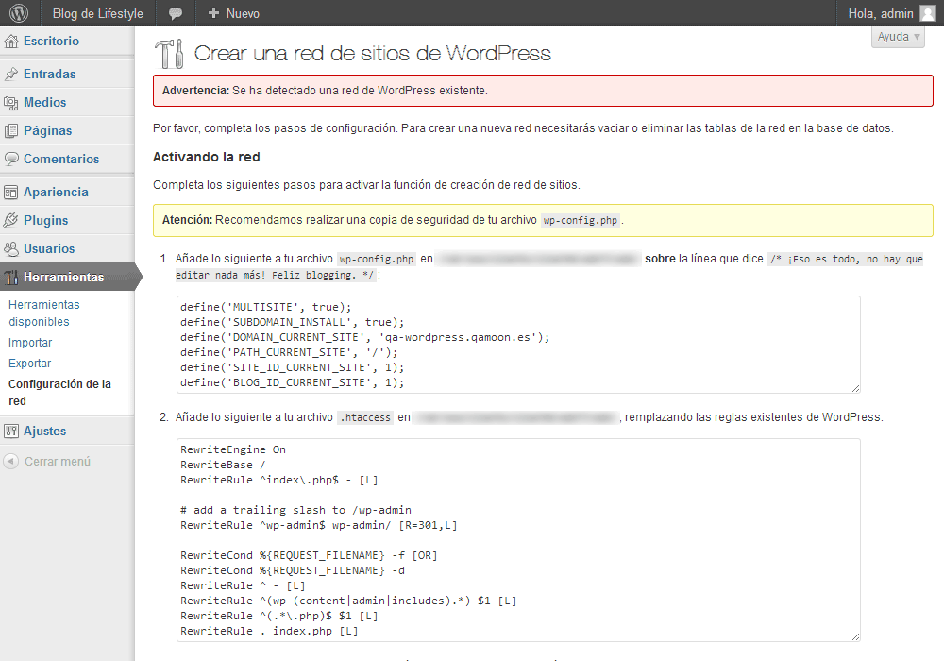 Blog de Lifestyle
+ Nuevo
Hola, admin
Ayuda
Escritorio
Entradas
Medios
Páginas
Comentarios
Apariencia
Plugins
Usuarios
Herramientas
Herramientas
disponibles
Importar
Exportar
Configuración de la
red
Ajustes
Cerrar menú
Crear una red de sitios de WordPress
Advertencia: Se ha detectado una red de WordPress existente.
Por favor, completa los pasos de configuración. Para crear una nueva red necesitarás vaciar o eliminar las tablas de la red en la base de datos.
Activando la red
Completa los siguientes pasos para activar la función de creación de red de sitios.
Atención: Recomendamos realizar una copia de seguridad de tu archivo wp-config.php.
1. Añade lo siguiente a tu archivo wp-config.php en sobre la línea que dice /* ¡Eso es todo, no hay que
editar nada más! Feliz blogging. */
define('MULTISITE', true);
define('SUBDOMAIN_INSTALL', true);
define('DOMAIN_CURRENT_SITE', 'qa-wordpress.qamoon.es');
define('PATH_CURRENT_SITE', '/');
define('SITE_ID_CURRENT_SITE', 1);
define('BLOG_ID_CURRENT_SITE', 1);
2. Añade lo siguiente a tu archivo .htaccess en , remplazando las reglas existentes de WordPress:
RewriteEngine On
RewriteBase /
RewriteRule ^index\.php$ - [L]
# add a trailing slash to /wp-admin
RewriteRule ^wp-admin$ wp-admin/ [R=301,L]
RewriteCond %{REQUEST_FILENAME} -f [OR]
RewriteCond %{REQUEST_FILENAME} -d
RewriteRule ^ - [L]
RewriteRule ^(wp-(content|admin|includes).*) $1 [L]
RewriteRule ^(.*\.php)$ $1 [L]
RewriteRule . index.php [L]